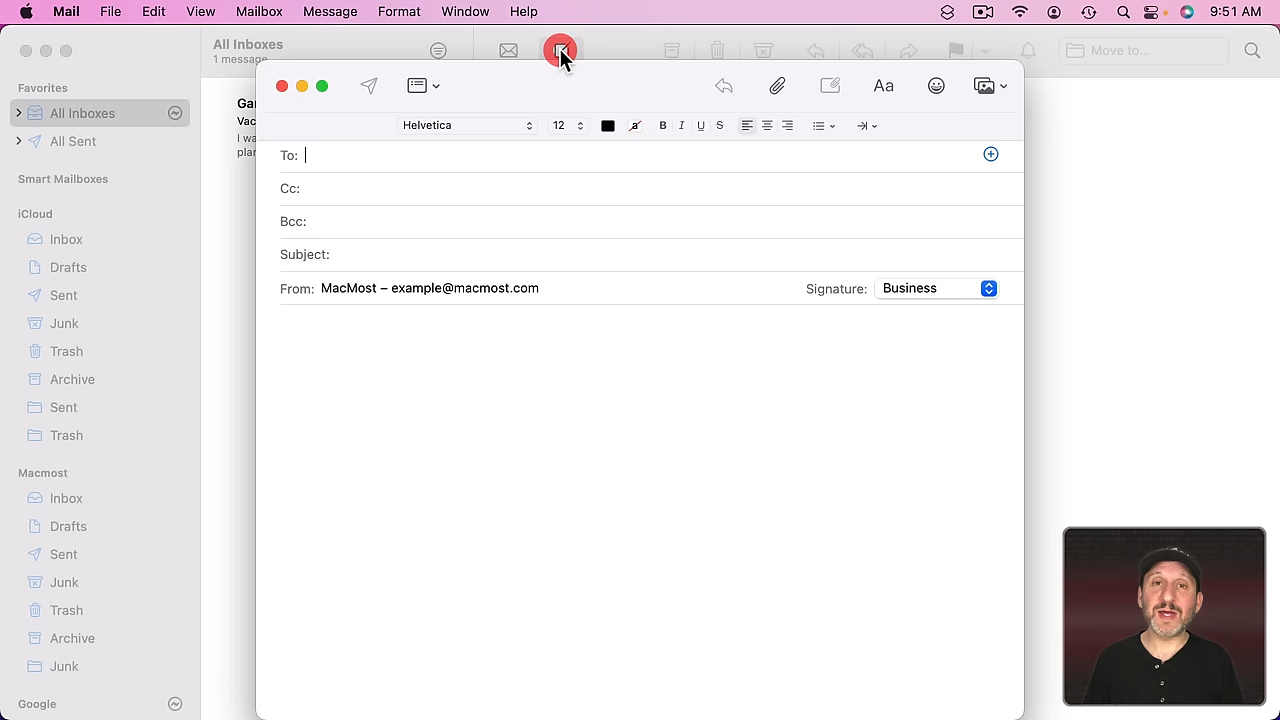 Mail File Edit View Mailbox Message Format Window Help 9:51 AM
All Inboxes
1 message
Move to...
Favorites
All Inboxes
All Sent
Smart Mailboxes
iCloud
Inbox
Drafts
Sent
Junk
Trash
Archive
Sent
Trash
Macmost
Inbox
Drafts
Sent
Junk
Trash
Archive
Junk
Google
Aa
Helvetica 12 a B I U S
To:
Cc:
Bcc:
Subject:
From: MacMost – example@macmost.com Signature: Business